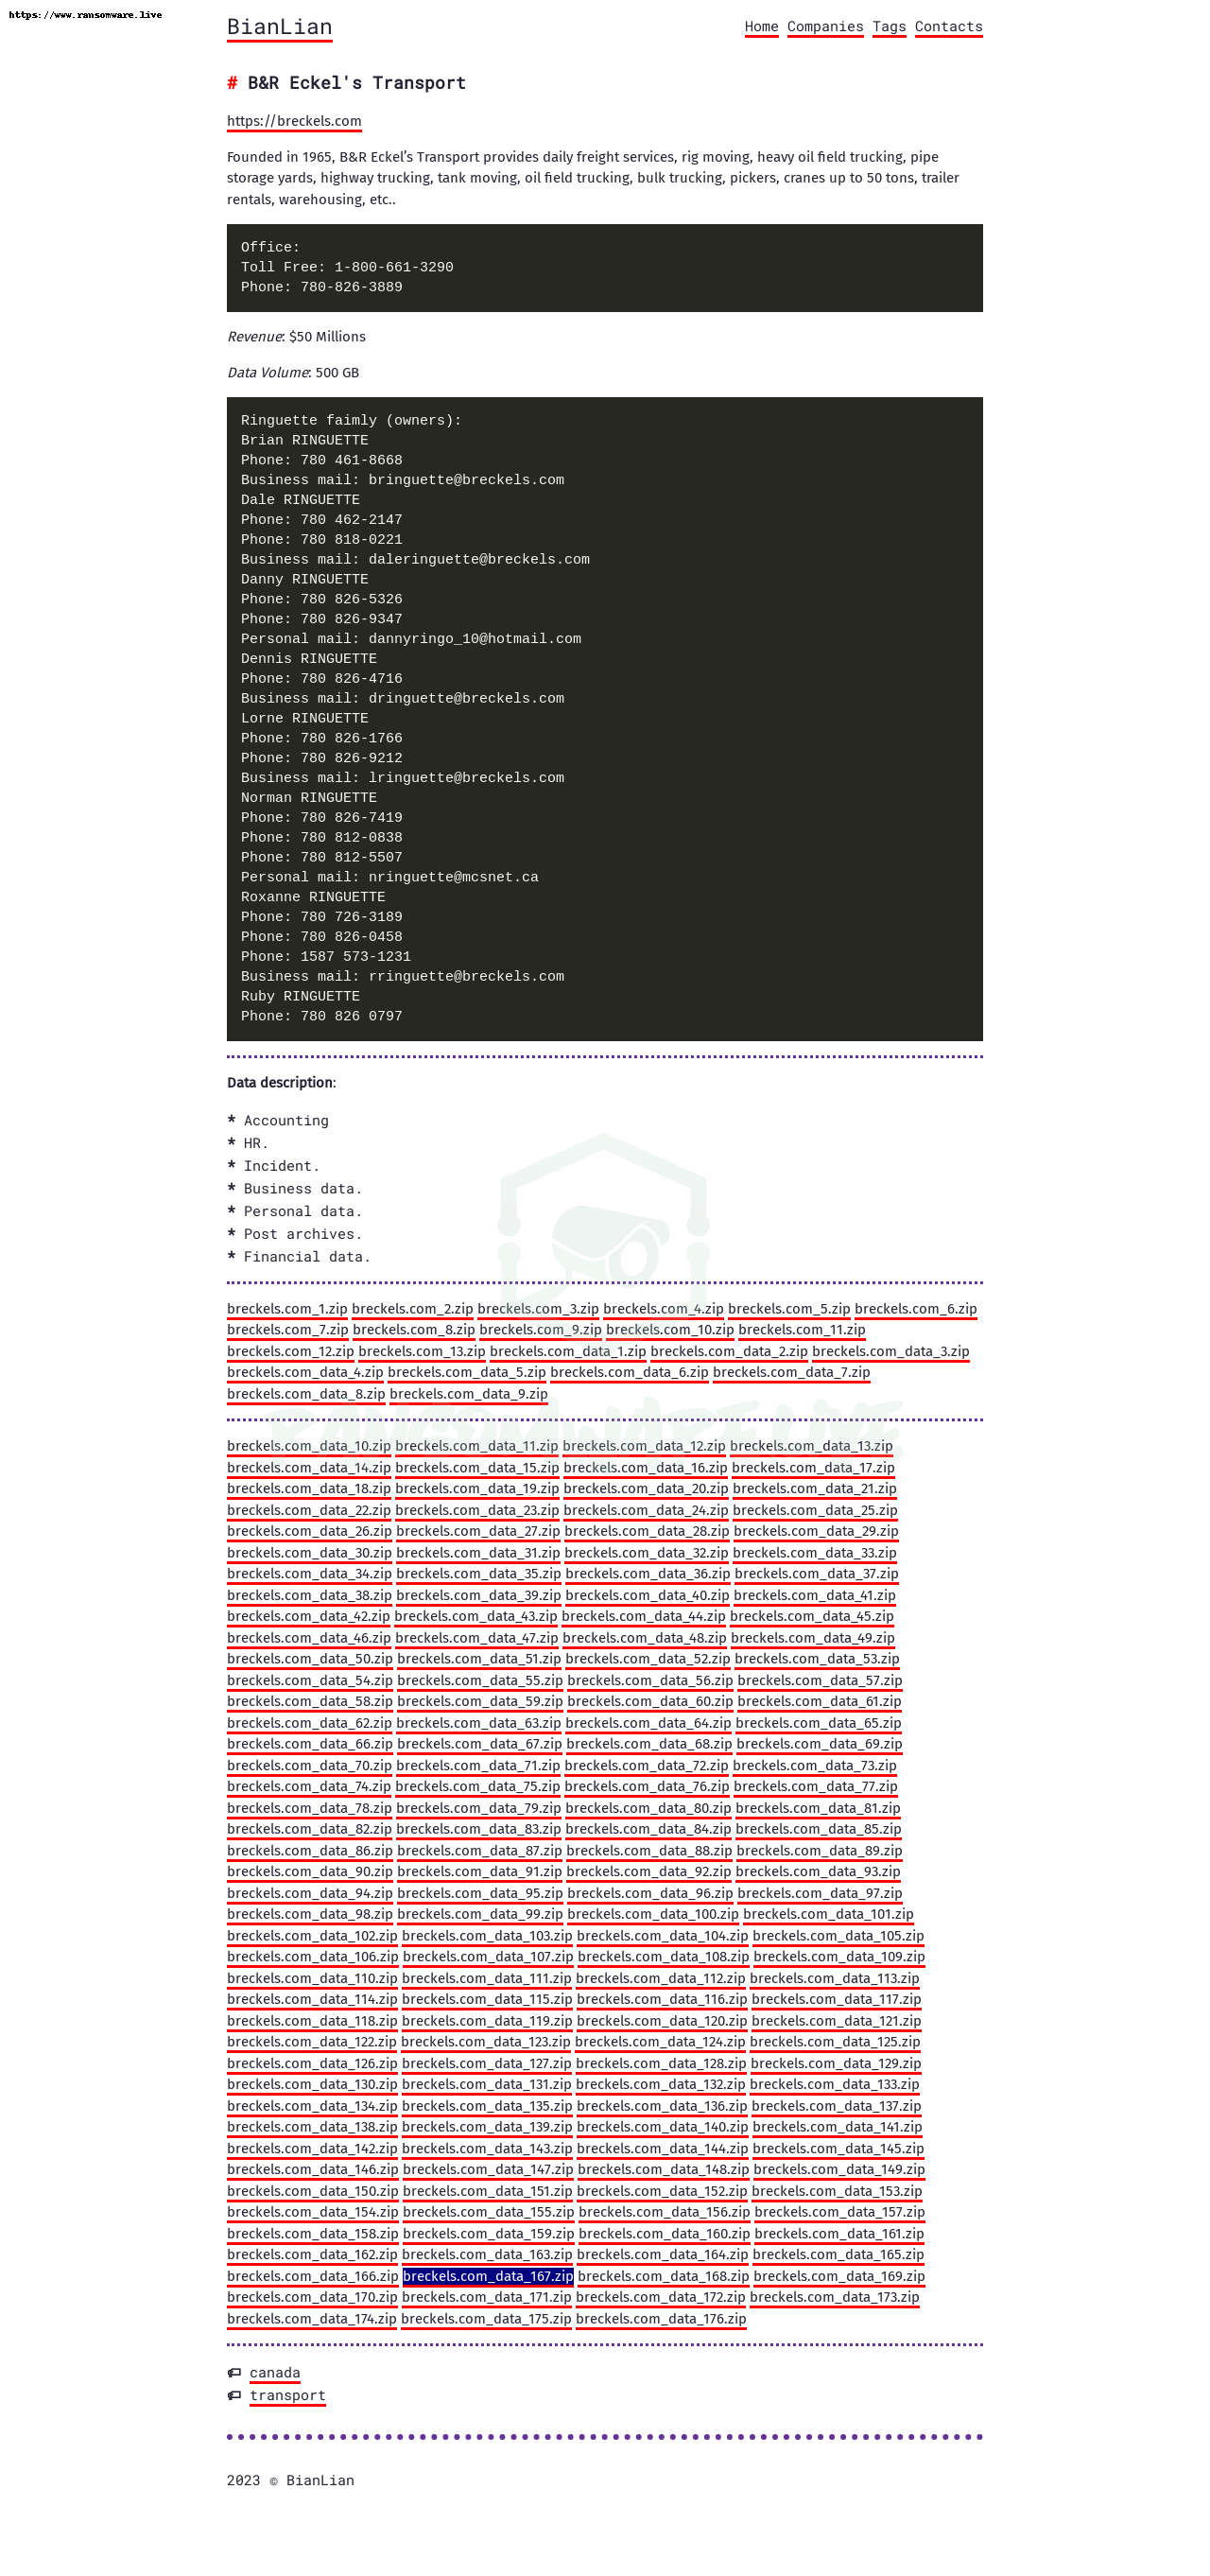 https://www.ransomware.live
BianLian
Home Companies Tags Contacts
# B&R Eckel's Transport
https://breckels.com
Founded in 1965, B&R Eckel’s Transport provides daily freight services, rig moving, heavy oil field trucking, pipe
storage yards, highway trucking, tank moving, oil field trucking, bulk trucking, pickers, cranes up to 50 tons, trailer
rentals, warehousing, etc..
Office:
Toll Free: 1-800-661-3290
Phone: 780-826-3889
Revenue: $50 Millions
Data Volume: 500 GB
Ringuette faimly (owners):
Brian RINGUETTE
Phone: 780 461-8668
Business mail: bringuette@breckels.com
Dale RINGUETTE
Phone: 780 462-2147
Phone: 780 818-0221
Business mail: daleringuette@breckels.com
Danny RINGUETTE
Phone: 780 826-5326
Phone: 780 826-9347
Personal mail: dannyringo_10@hotmail.com
Dennis RINGUETTE
Phone: 780 826-4716
Business mail: dringuette@breckels.com
Lorne RINGUETTE
Phone: 780 826-1766
Phone: 780 826-9212
Business mail: lringuette@breckels.com
Norman RINGUETTE
Phone: 780 826-7419
Phone: 780 812-0838
Phone: 780 812-5507
Personal mail: nringuette@mcsnet.ca
Roxanne RINGUETTE
Phone: 780 726-3189
Phone: 780 826-0458
Phone: 1587 573-1231
Business mail: rringuette@breckels.com
Ruby RINGUETTE
Phone: 780 826 0797
Data description:
* Accounting
* HR.
* Incident.
* Business data.
* Personal data.
* Post archives.
* Financial data.
breckels.com_1.zip breckels.com_2.zip breckels.com_3.zip breckels.com_4.zip breckels.com_5.zip breckels.com_6.zip
breckels.com_7.zip breckels.com_8.zip breckels.com_9.zip breckels.com_10.zip breckels.com_11.zip
breckels.com_12.zip breckels.com_13.zip breckels.com_data_1.zip breckels.com_data_2.zip breckels.com_data_3.zip
breckels.com_data_4.zip breckels.com_data_5.zip breckels.com_data_6.zip breckels.com_data_7.zip
breckels.com_data_8.zip breckels.com_data_9.zip
RANSOMWARE LIVE
breckels.com_data_10.zip breckels.com_data_11.zip breckels.com_data_12.zip breckels.com_data_13.zip
breckels.com_data_14.zip breckels.com_data_15.zip breckels.com_data_16.zip breckels.com_data_17.zip
breckels.com_data_18.zip breckels.com_data_19.zip breckels.com_data_20.zip breckels.com_data_21.zip
breckels.com_data_22.zip breckels.com_data_23.zip breckels.com_data_24.zip breckels.com_data_25.zip
breckels.com_data_26.zip breckels.com_data_27.zip breckels.com_data_28.zip breckels.com_data_29.zip
breckels.com_data_30.zip breckels.com_data_31.zip breckels.com_data_32.zip breckels.com_data_33.zip
breckels.com_data_34.zip breckels.com_data_35.zip breckels.com_data_36.zip breckels.com_data_37.zip
breckels.com_data_38.zip breckels.com_data_39.zip breckels.com_data_40.zip breckels.com_data_41.zip
breckels.com_data_42.zip breckels.com_data_43.zip breckels.com_data_44.zip breckels.com_data_45.zip
breckels.com_data_46.zip breckels.com_data_47.zip breckels.com_data_48.zip breckels.com_data_49.zip
breckels.com_data_50.zip breckels.com_data_51.zip breckels.com_data_52.zip breckels.com_data_53.zip
breckels.com_data_54.zip breckels.com_data_55.zip breckels.com_data_56.zip breckels.com_data_57.zip
breckels.com_data_58.zip breckels.com_data_59.zip breckels.com_data_60.zip breckels.com_data_61.zip
breckels.com_data_62.zip breckels.com_data_63.zip breckels.com_data_64.zip breckels.com_data_65.zip
breckels.com_data_66.zip breckels.com_data_67.zip breckels.com_data_68.zip breckels.com_data_69.zip
breckels.com_data_70.zip breckels.com_data_71.zip breckels.com_data_72.zip breckels.com_data_73.zip
breckels.com_data_74.zip breckels.com_data_75.zip breckels.com_data_76.zip breckels.com_data_77.zip
breckels.com_data_78.zip breckels.com_data_79.zip breckels.com_data_80.zip breckels.com_data_81.zip
breckels.com_data_82.zip breckels.com_data_83.zip breckels.com_data_84.zip breckels.com_data_85.zip
breckels.com_data_86.zip breckels.com_data_87.zip breckels.com_data_88.zip breckels.com_data_89.zip
breckels.com_data_90.zip breckels.com_data_91.zip breckels.com_data_92.zip breckels.com_data_93.zip
breckels.com_data_94.zip breckels.com_data_95.zip breckels.com_data_96.zip breckels.com_data_97.zip
breckels.com_data_98.zip breckels.com_data_99.zip breckels.com_data_100.zip breckels.com_data_101.zip
breckels.com_data_102.zip breckels.com_data_103.zip breckels.com_data_104.zip breckels.com_data_105.zip
breckels.com_data_106.zip breckels.com_data_107.zip breckels.com_data_108.zip breckels.com_data_109.zip
breckels.com_data_110.zip breckels.com_data_111.zip breckels.com_data_112.zip breckels.com_data_113.zip
breckels.com_data_114.zip breckels.com_data_115.zip breckels.com_data_116.zip breckels.com_data_117.zip
breckels.com_data_118.zip breckels.com_data_119.zip breckels.com_data_120.zip breckels.com_data_121.zip
breckels.com_data_122.zip breckels.com_data_123.zip breckels.com_data_124.zip breckels.com_data_125.zip
breckels.com_data_126.zip breckels.com_data_127.zip breckels.com_data_128.zip breckels.com_data_129.zip
breckels.com_data_130.zip breckels.com_data_131.zip breckels.com_data_132.zip breckels.com_data_133.zip
breckels.com_data_134.zip breckels.com_data_135.zip breckels.com_data_136.zip breckels.com_data_137.zip
breckels.com_data_138.zip breckels.com_data_139.zip breckels.com_data_140.zip breckels.com_data_141.zip
breckels.com_data_142.zip breckels.com_data_143.zip breckels.com_data_144.zip breckels.com_data_145.zip
breckels.com_data_146.zip breckels.com_data_147.zip breckels.com_data_148.zip breckels.com_data_149.zip
breckels.com_data_150.zip breckels.com_data_151.zip breckels.com_data_152.zip breckels.com_data_153.zip
breckels.com_data_154.zip breckels.com_data_155.zip breckels.com_data_156.zip breckels.com_data_157.zip
breckels.com_data_158.zip breckels.com_data_159.zip breckels.com_data_160.zip breckels.com_data_161.zip
breckels.com_data_162.zip breckels.com_data_163.zip breckels.com_data_164.zip breckels.com_data_165.zip
breckels.com_data_166.zip breckels.com_data_167.zip breckels.com_data_168.zip breckels.com_data_169.zip
breckels.com_data_170.zip breckels.com_data_171.zip breckels.com_data_172.zip breckels.com_data_173.zip
breckels.com_data_174.zip breckels.com_data_175.zip breckels.com_data_176.zip
canada
transport
2023 © BianLian